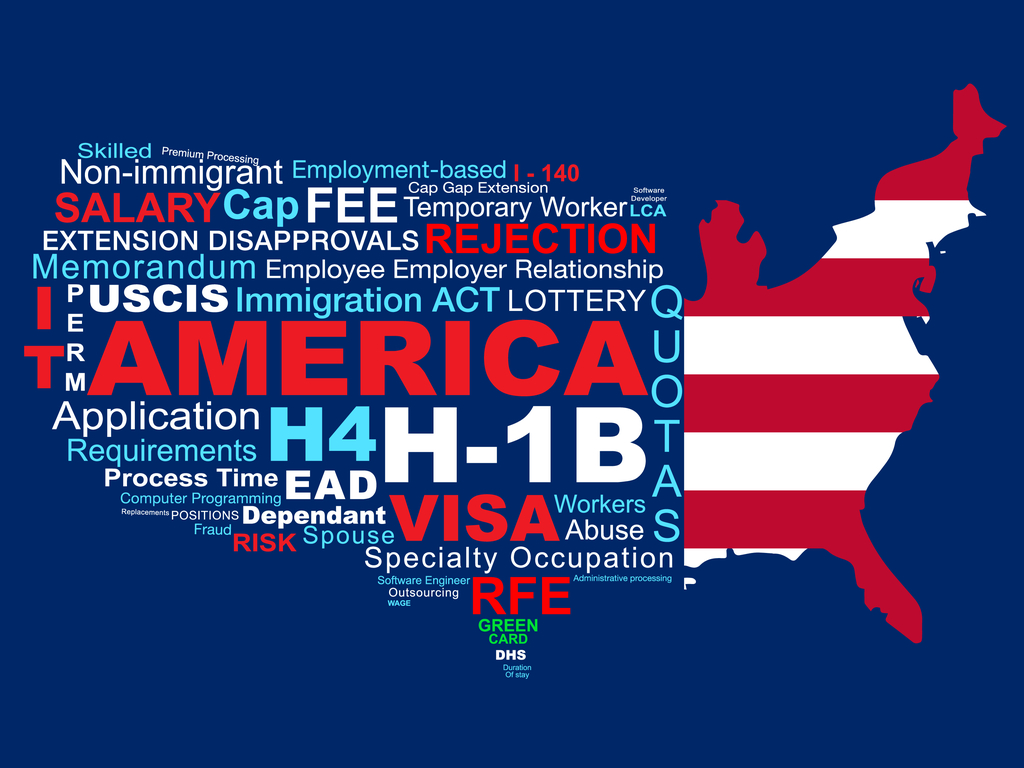 Skilled Premium Processing
Non-immigrant Employment-based I - 140
SALARY Cap FEE Cap Gap Extension
Temporary Worker Software Developer LCA
EXTENSION DISAPPROVALS REJECTION
Memorandum Employee Employer Relationship
IT PERM USCIS Immigration ACT LOTTERY QUOTAS
AMERICA
Application H4 H-1B
Requirements
Process Time EAD
Computer Programming VISA Workers
Replacements POSITIONS Dependant Abuse
Fraud RISK Spouse
Specialty Occupation
Software Engineer RFE Administrative processing
Outsourcing
WAGE
GREEN
CARD
DHS
Duration
Of stay